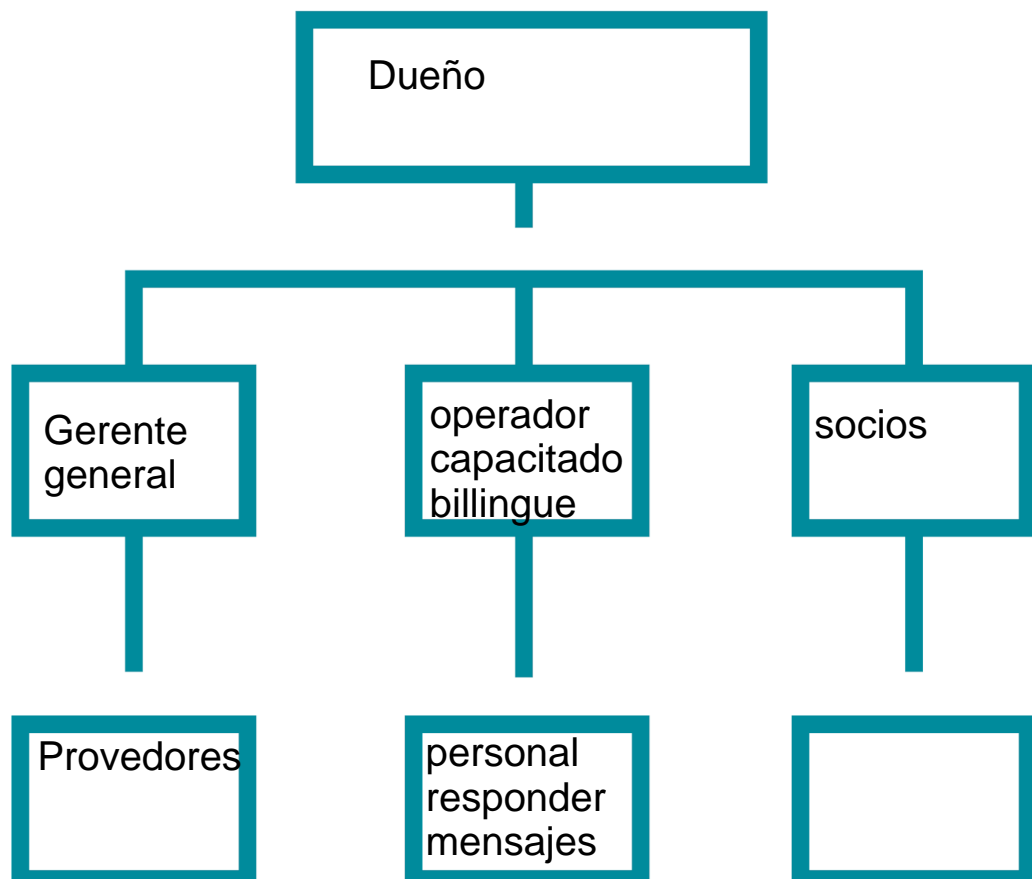 Dueño
Gerente
general
operador
capacitado
billingue
socios
Provedores
personal
responder
mensajes